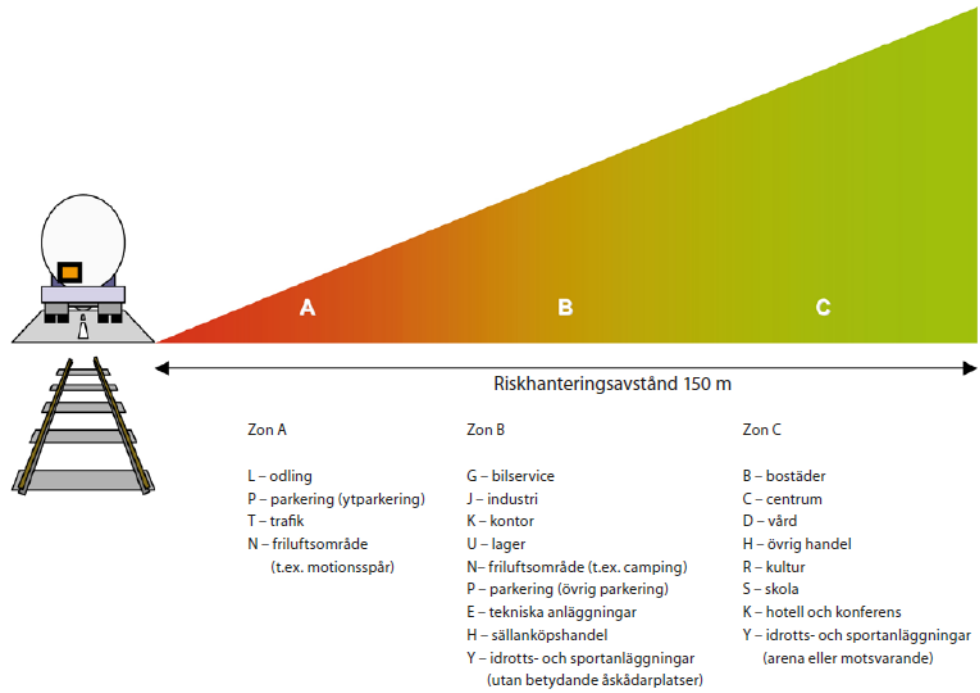 A
B
C
Riskhanteringsavstånd 150 m
Zon A
L – odling
P – parkering (ytparkering)
T – trafik
N – friluftsområde
(t.ex. motionsspår)
Zon B
G – bilservice
J – industri
K – kontor
U – lager
N– friluftsområde (t.ex. camping)
P – parkering (övrig parkering)
E – tekniska anläggningar
H – sällanköpshandel
Y – idrotts- och sportanläggningar
(utan betydande åskådarplatser)
Zon C
B – bostäder
C – centrum
D – vård
H – övrig handel
R – kultur
S – skola
K – hotell och konferens
Y – idrotts- och sportanläggningar
(arena eller motsvarande)